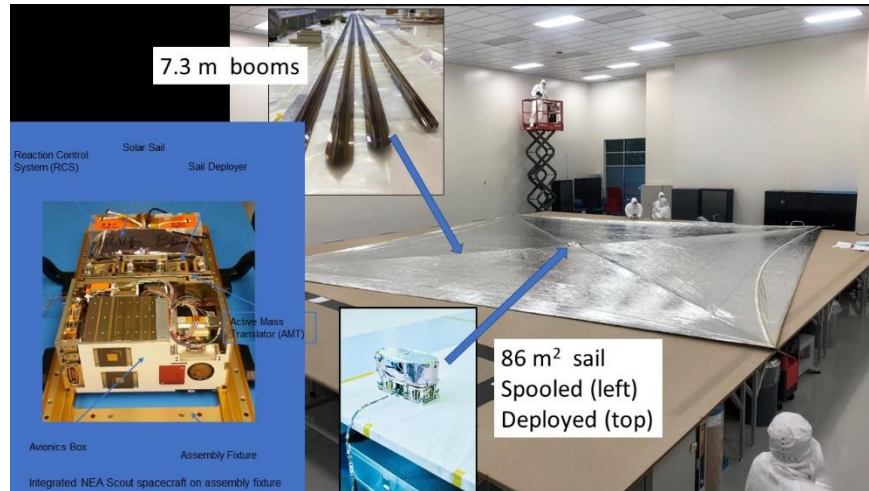 7.3 m booms
Reaction Control
System (RCS)
Solar Sail
Sail Deployer
Active Mass
Translator (AMT)
Avionics Box
Assembly Fixture
Integrated NEA Scout spacecraft on assembly fixture
86 m² sail
Spooled (left)
Deployed (top)